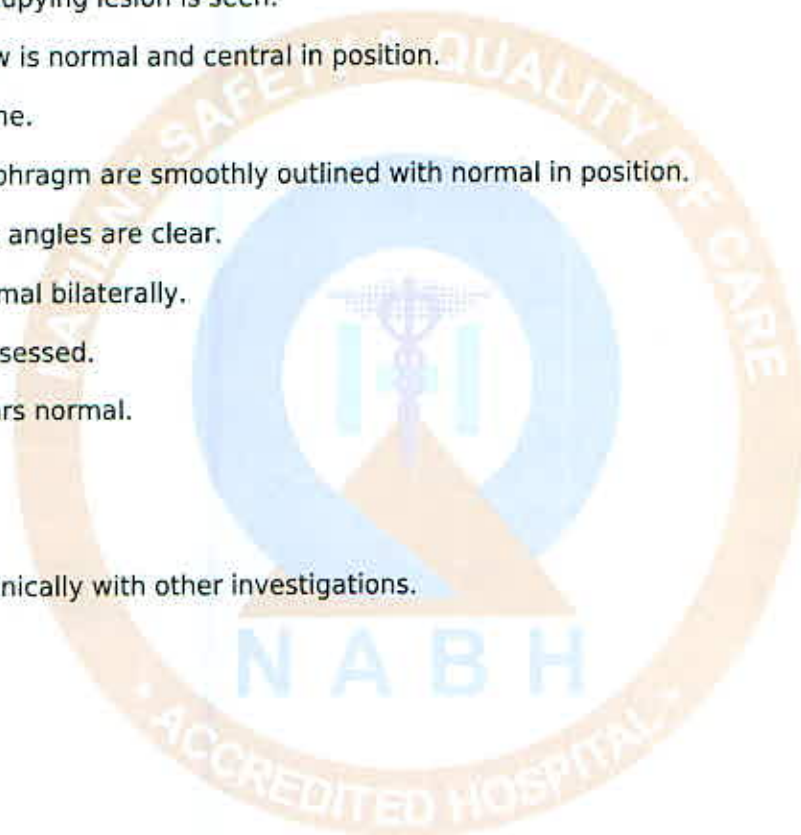 upying lesion is seen.
w is normal and central in position.
ne.
phragm are smoothly outlined with normal in position.
angles are clear.
mal bilaterally.
sessed.
rs normal.
nically with other investigations.
SAFETY & QUALITY OF CARE
NABH
ACCREDITED HOSPITAL